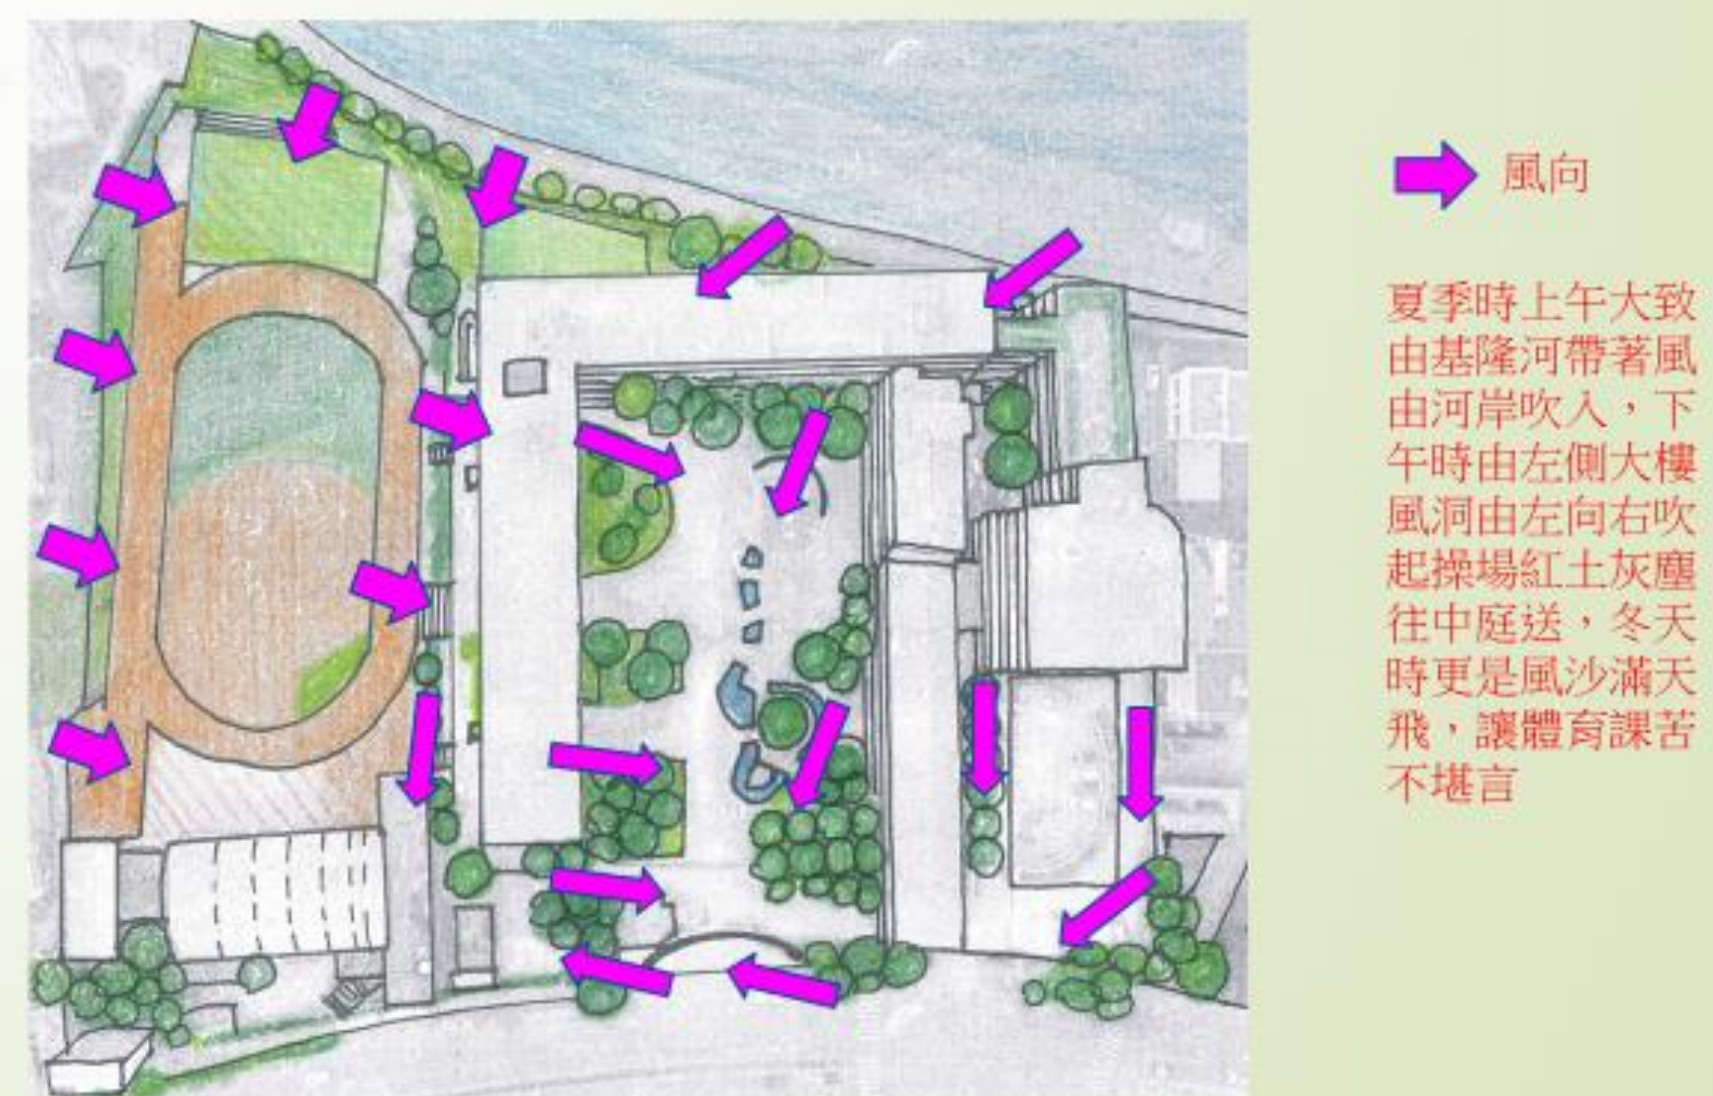 風向
夏季時上午大致
由基隆河帶著風
由河岸吹入，下
午時由左側大樓
風洞由左向右吹
起操場紅土灰塵
往中庭送，冬天
時更是風沙滿天
飛，讓體育課苦
不堪言